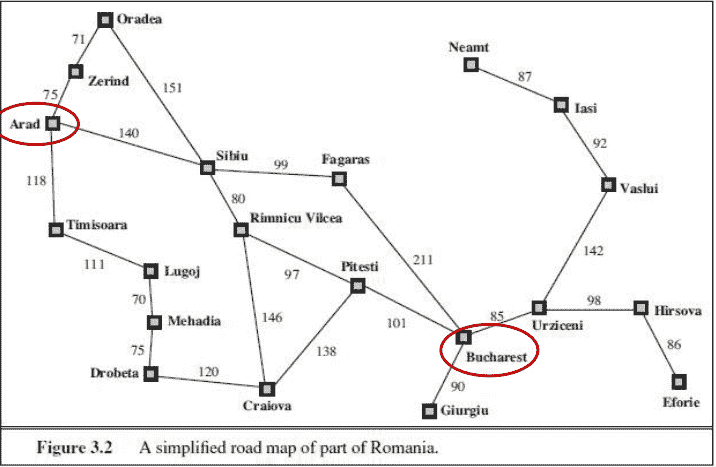 Oradea
71
Neamt
87
Zerind
75
151
Iasi
Arad
140
92
Sibiu
99
Fagaras
118
Vaslui
80
Timisoara
Rimnicu Vilcea
142
111
Lugoj
97
Pitesti
211
70
98
Hirsova
146
101
85
Mehadia
Urziceni
75
138
86
Bucharest
Drobeta
120
90
Craiova
Giurgiu
Eforie
Figure 3.2 A simplified road map of part of Romania.